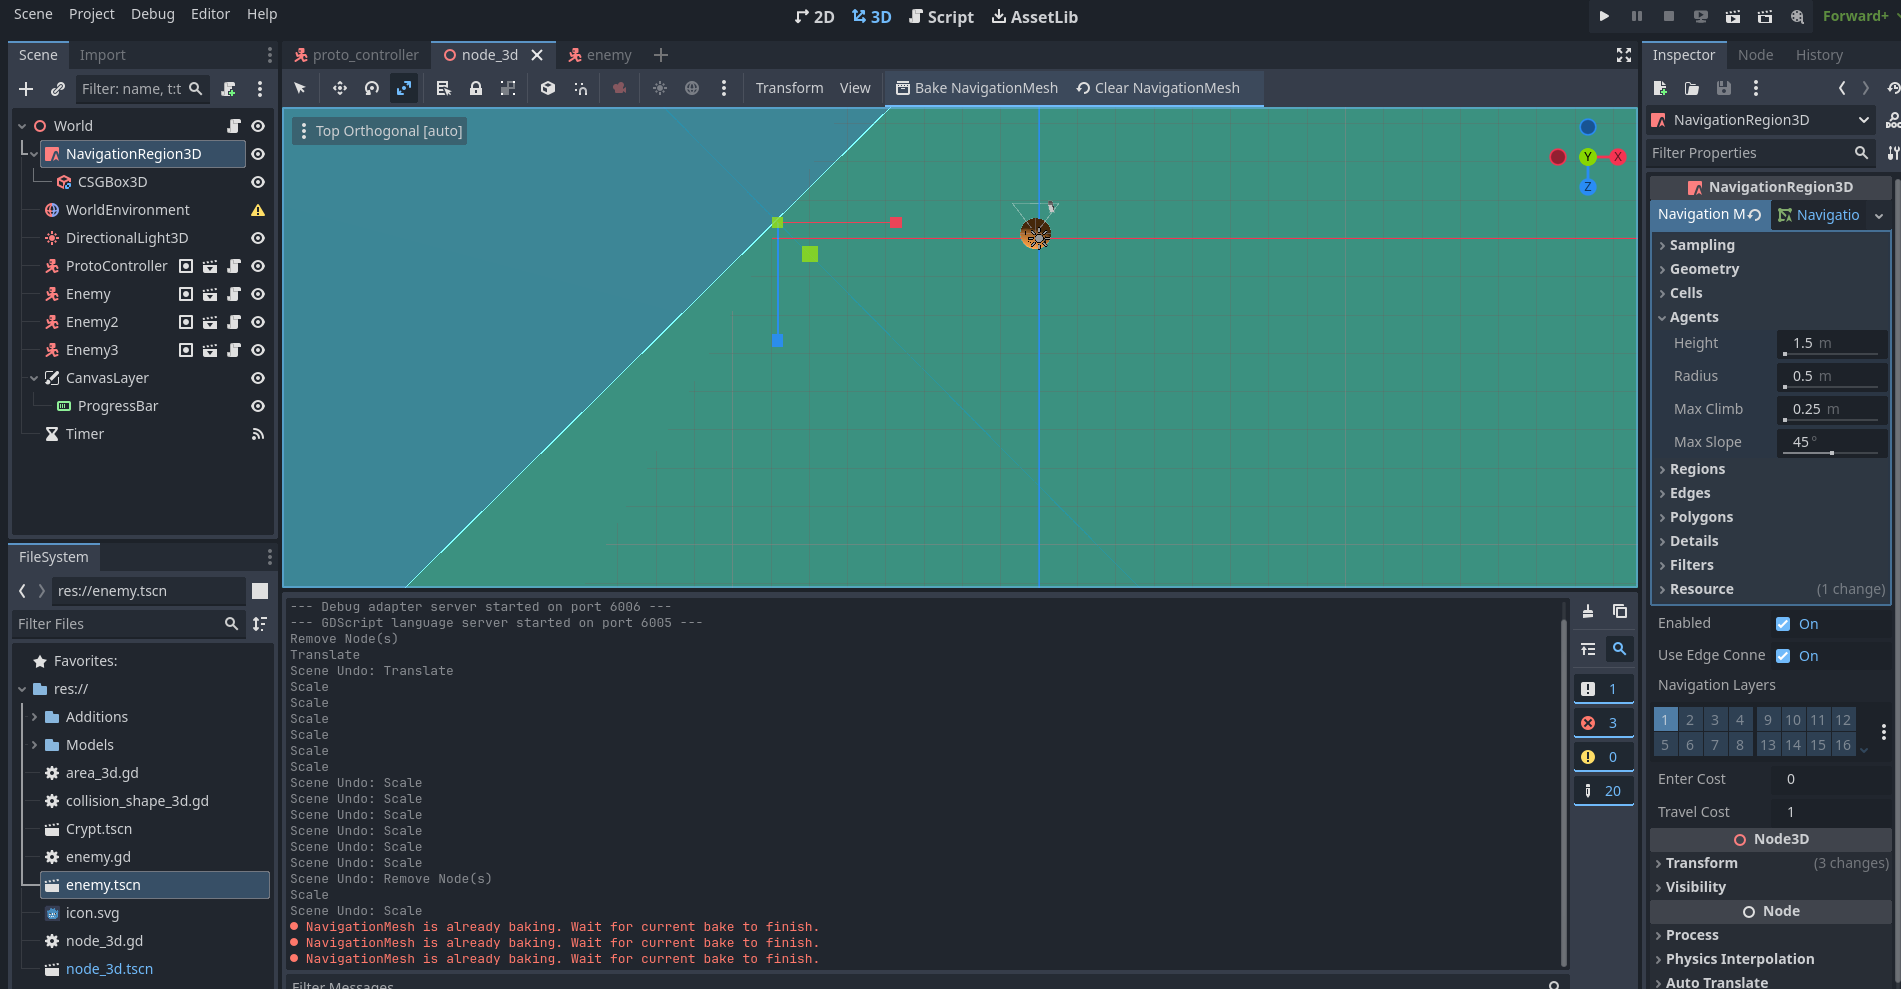 Scene Project Debug Editor Help
2D 3D Script AssetLib
Forward+
Scene Import
Filter: name, t:t
World
NavigationRegion3D
CSGBox3D
WorldEnvironment
DirectionalLight3D
ProtoController
Enemy
Enemy2
Enemy3
CanvasLayer
ProgressBar
Timer
FileSystem
res://enemy.tscn
Filter Files
Favorites:
res://
Additions
Models
area_3d.gd
collision_shape_3d.gd
Crypt.tscn
enemy.gd
enemy.tscn
icon.svg
node_3d.gd
node_3d.tscn
proto_controller node_3d enemy
Transform View Bake NavigationMesh Clear NavigationMesh
Top Orthogonal [auto]
Y X
Z
--- Debug adapter server started on port 6006 ---
--- GDScript language server started on port 6005 ---
Remove Node(s)
Translate
Scene Undo: Translate
Scale
Scale
Scale
Scale
Scale
Scale
Scene Undo: Scale
Scene Undo: Scale
Scene Undo: Scale
Scene Undo: Scale
Scene Undo: Scale
Scene Undo: Scale
Scene Undo: Remove Node(s)
Scale
Scene Undo: Scale
NavigationMesh is already baking. Wait for current bake to finish.
NavigationMesh is already baking. Wait for current bake to finish.
NavigationMesh is already baking. Wait for current bake to finish.
Filter Messages
1
3
0
20
Inspector Node History
NavigationRegion3D
DOC
Filter Properties
NavigationRegion3D
Navigation M Navigatio
Sampling
Geometry
Cells
Agents
Height 1.5 m
Radius 0.5 m
Max Climb 0.25 m
Max Slope 45 °
Regions
Edges
Polygons
Details
Filters
Resource (1 change)
Enabled On
Use Edge Conne On
Navigation Layers
1 2 3 4 9 10 11 12
5 6 7 8 13 14 15 16
Enter Cost 0
Travel Cost 1
Node3D
Transform (3 changes)
Visibility
Node
Process
Physics Interpolation
Auto Translate